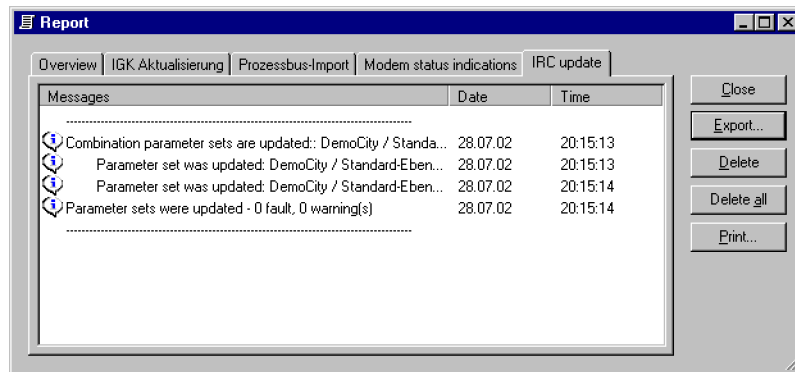 Report
Overview IGK Aktualisierung Prozessbus-Import Modem status indications IRC update
Messages Date Time
Combination parameter sets are updated:: DemoCity / Standa... 28.07.02 20:15:13
Parameter set was updated: DemoCity / Standard-Eben... 28.07.02 20:15:13
Parameter set was updated: DemoCity / Standard-Eben... 28.07.02 20:15:14
Parameter sets were updated - 0 fault, 0 warning(s) 28.07.02 20:15:14
Close
Export...
Delete
Delete all
Print...